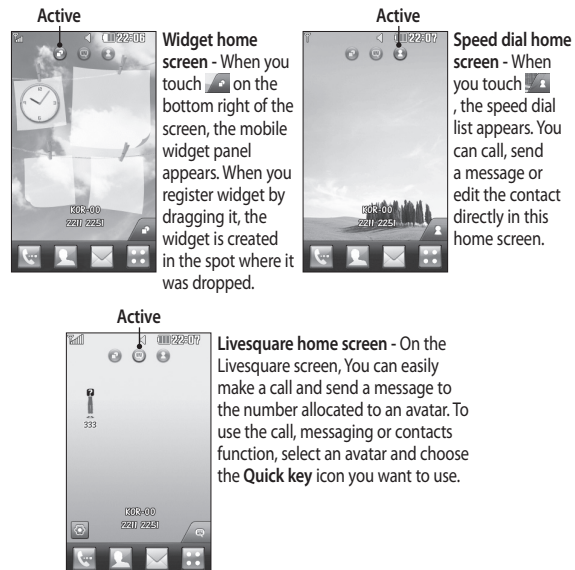 Active
22:06
KOR-00
2211 2251
Widget home
screen - When you
touch on the
bottom right of the
screen, the mobile
widget panel
appears. When you
register widget by
dragging it, the
widget is created
in the spot where it
was dropped.
Active
22:07
KOR-00
2211 2251
Speed dial home
screen - When
you touch
, the speed dial
list appears. You
can call, send
a message or
edit the contact
directly in this
home screen.
Active
22:07
?
333
KOR-00
2211 2251
Livesquare home screen - On the
Livesquare screen, You can easily
make a call and send a message to
the number allocated to an avatar. To
use the call, messaging or contacts
function, select an avatar and choose
the Quick key icon you want to use.